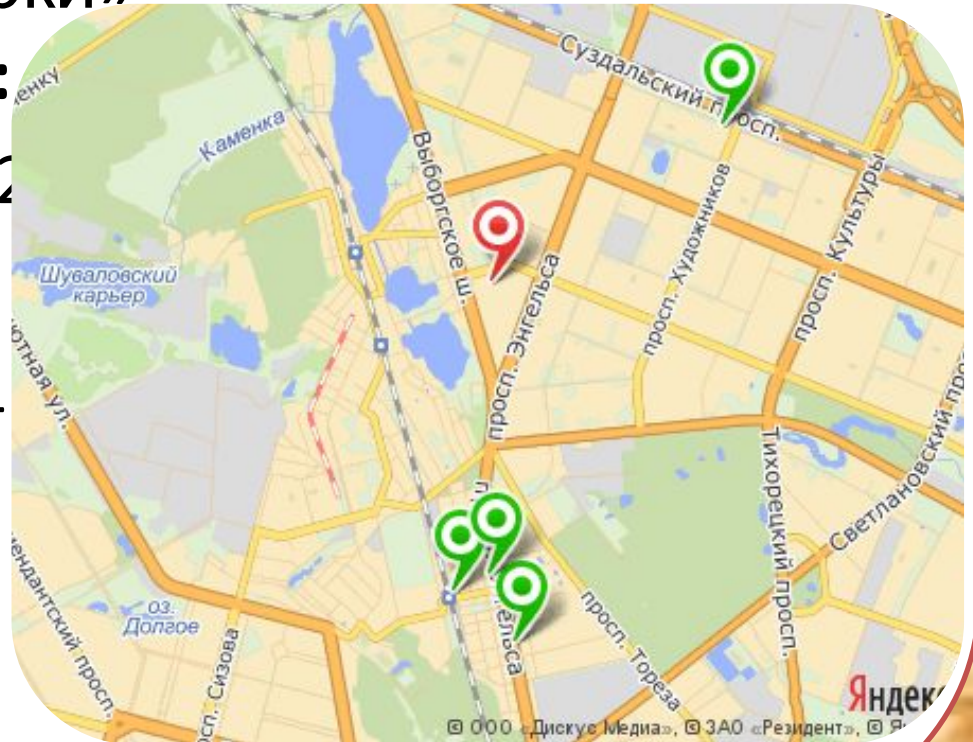 Суздальский просп.
Каменка
Выборгское ш.
просп. Художников
просп. Культуры
Шуваловский
карьер
просп. Энгельса
Тихорецкий просп.
Светлановский
оз.
Долгое
просп. Тореза
Сизова
просп.
Яндекс
© ООО «Дискус Медиа», © ЗАО «Резидент», ©